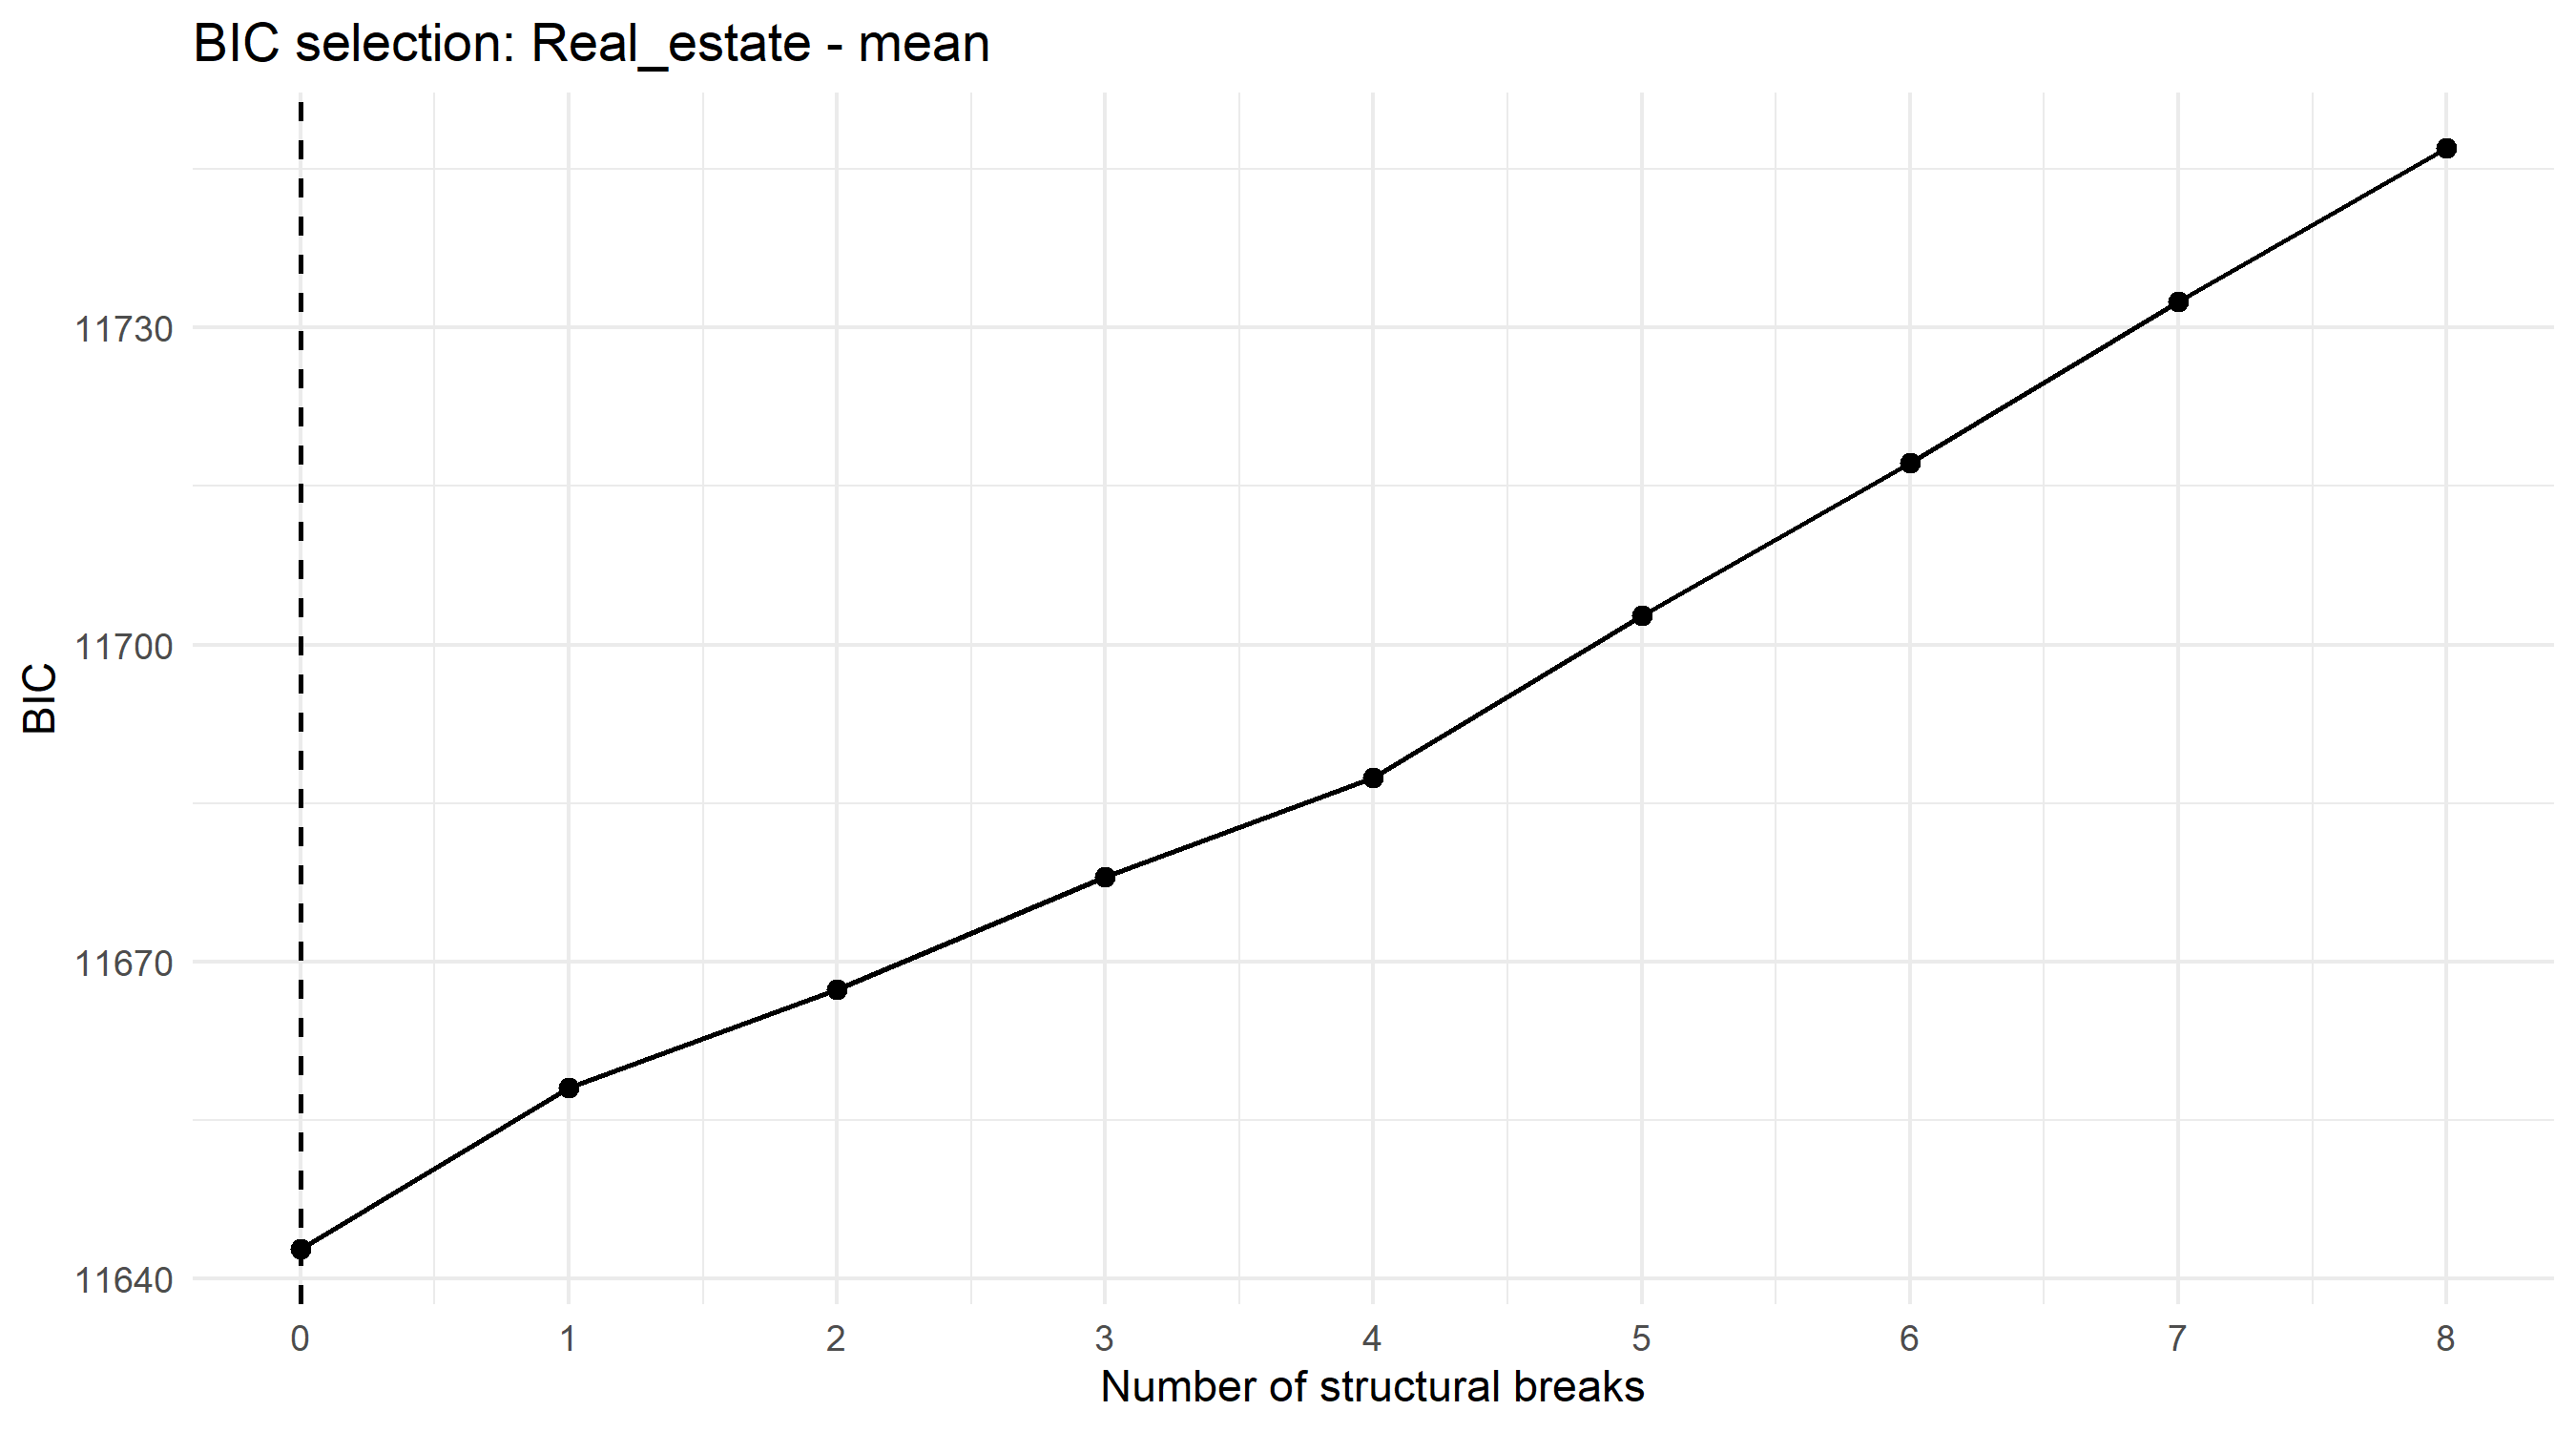 BIC selection: Real_estate - mean
BIC
11730
11700
11670
11640
0 1 2 3 4 5 6 7 8
Number of structural breaks